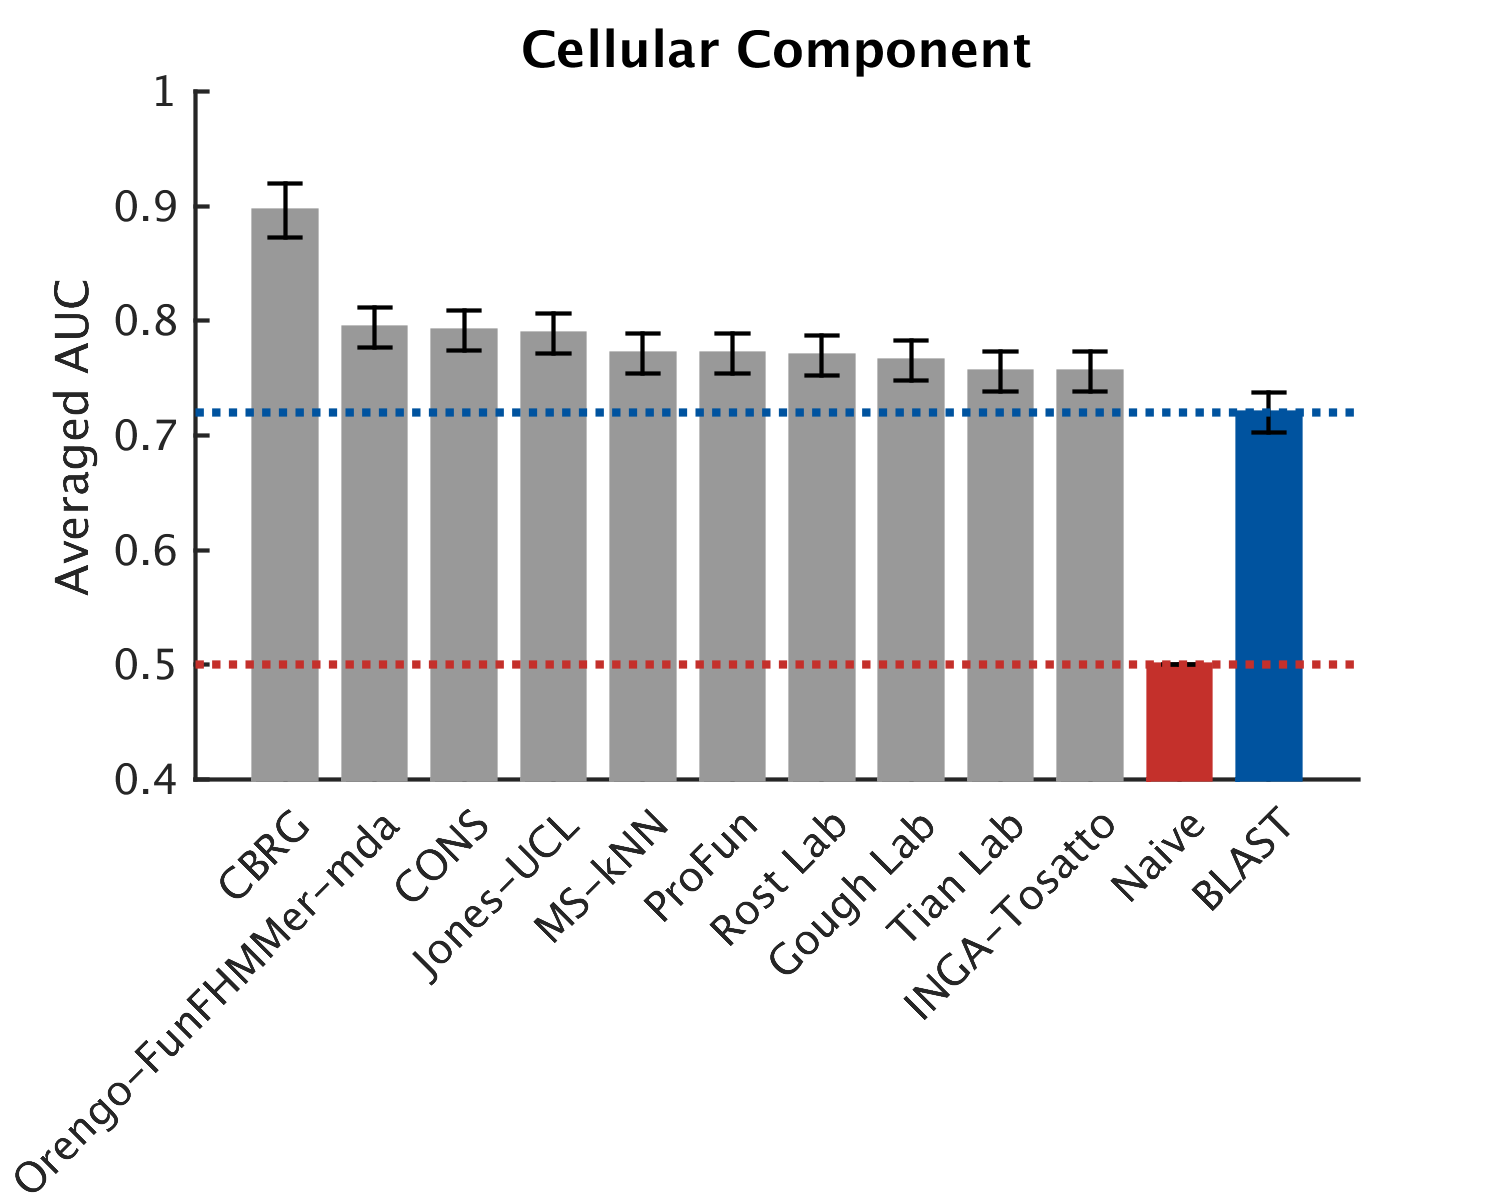 Cellular Component
Averaged AUC
1
0.9
0.8
0.7
0.6
0.5
0.4
CBRG
Orengo-FunFHMMer-mda
CONS
Jones-UCL
MS-kNN
ProFun
Rost Lab
Gough Lab
Tian Lab
INGA-Tosatto
Naive
BLAST